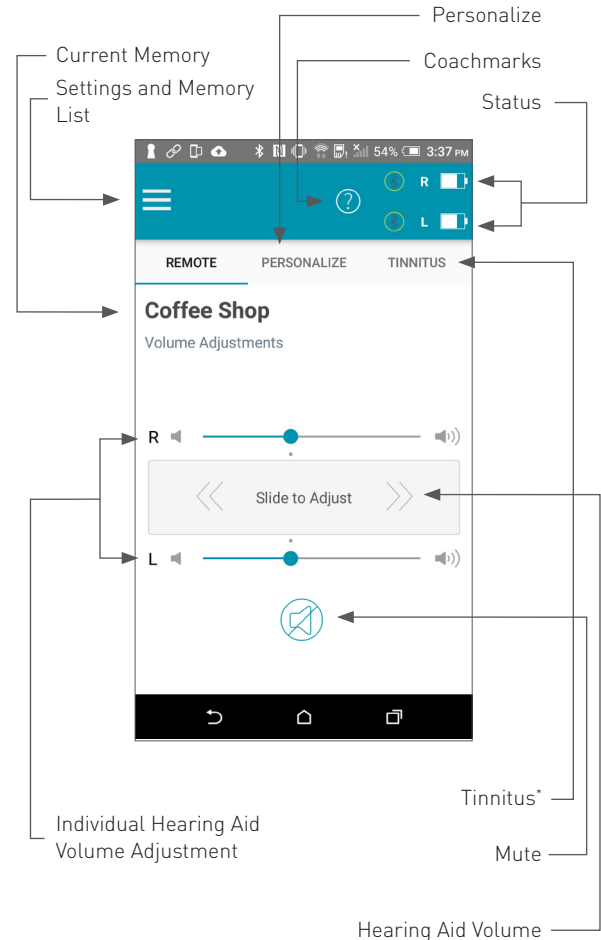 Personalize
Current Memory
Coachmarks
Settings and Memory
List
Status
54% 3:37 PM
?
R
L
REMOTE PERSONALIZE TINNITUS
Coffee Shop
Volume Adjustments
R
Slide to Adjust
L
Tinnitus*
Individual Hearing Aid
Volume Adjustment
Mute
Hearing Aid Volume